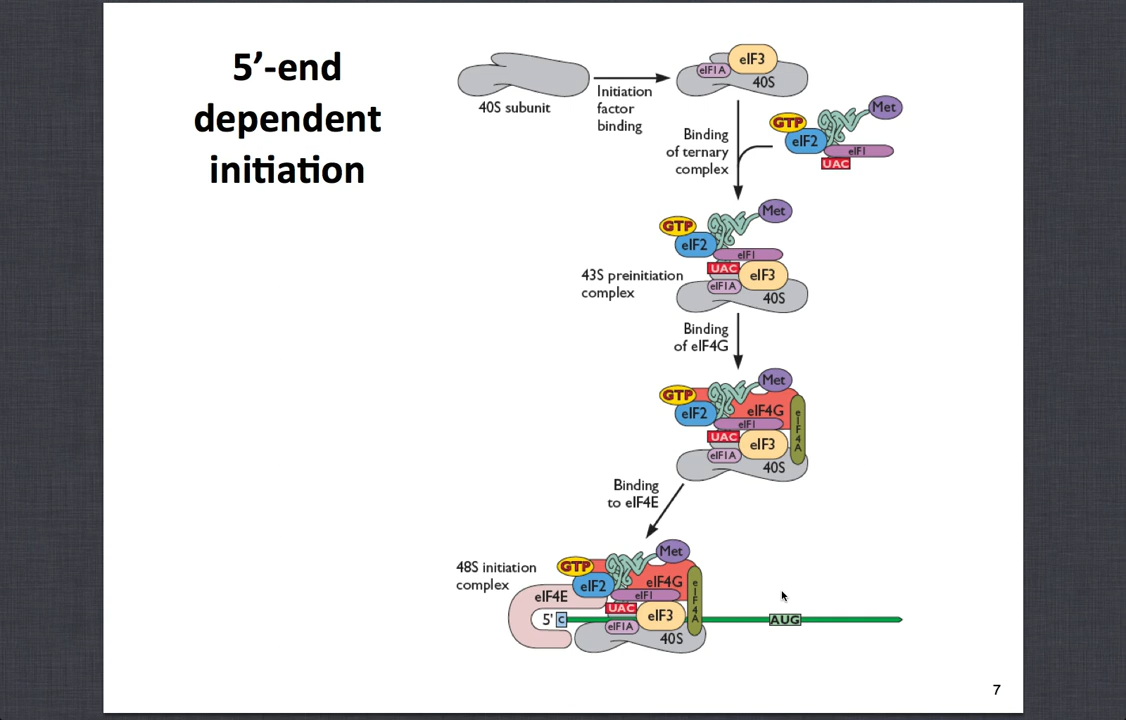 5’-end
dependent
initiation
40S subunit
Initiation
factor
binding
eIF3
eIF1A
40S
Binding
of ternary
complex
Met
GTP
eIF2
eIF1
UAC
Met
GTP
eIF2
eIF1
UAC
eIF3
eIF1A
40S
43S preinitiation
complex
Binding
of eIF4G
Met
GTP
eIF2
eIF4G
eIF1
UAC
eIF3
eIF4A
eIF1A
40S
Binding
to eIF4E
48S initiation
complex
Met
GTP
eIF2
eIF4G
eIF4E
eIF1
UAC
eIF4A
5' C
eIF3
eIF1A
40S
AUG
7